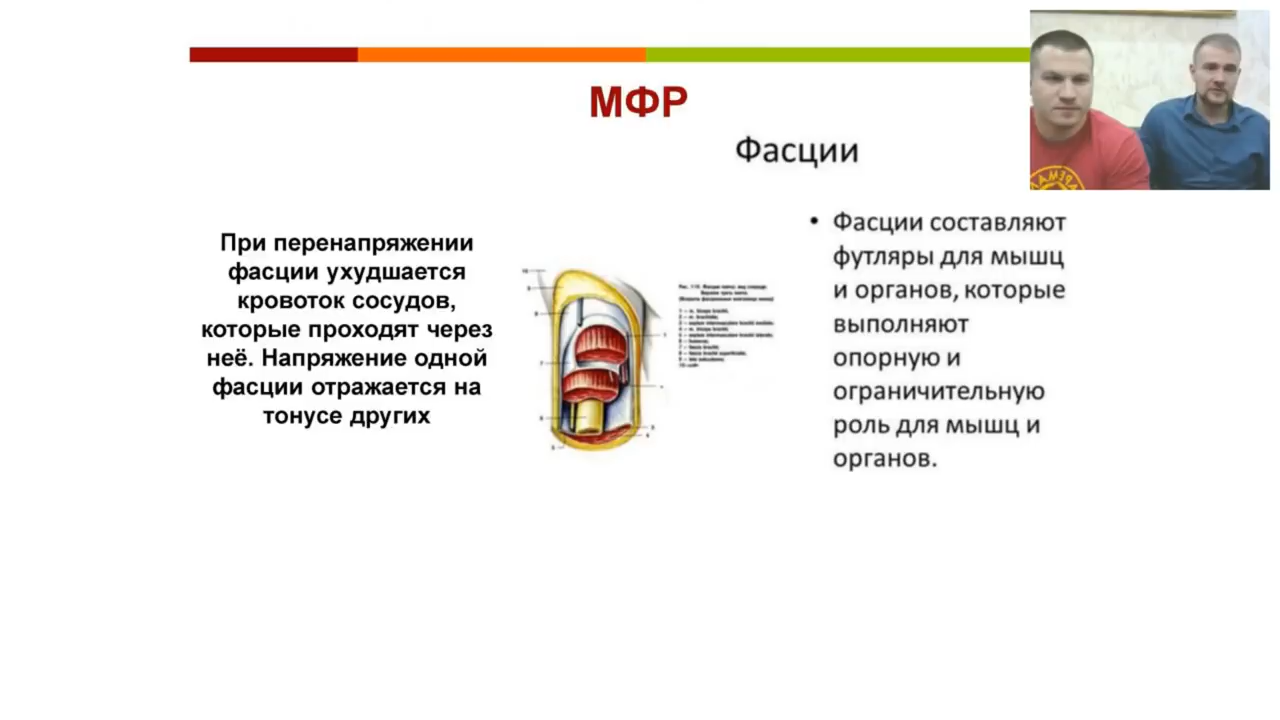 МФР
Фасции
При перенапряжении
фасции ухудшается
кровоток сосудов,
которые проходят через
неё. Напряжение одной
фасции отражается на
тонусе других
• Фасции составляют
футляры для мышц
и органов, которые
выполняют
опорную и
ограничительную
роль для мышц и
органов.